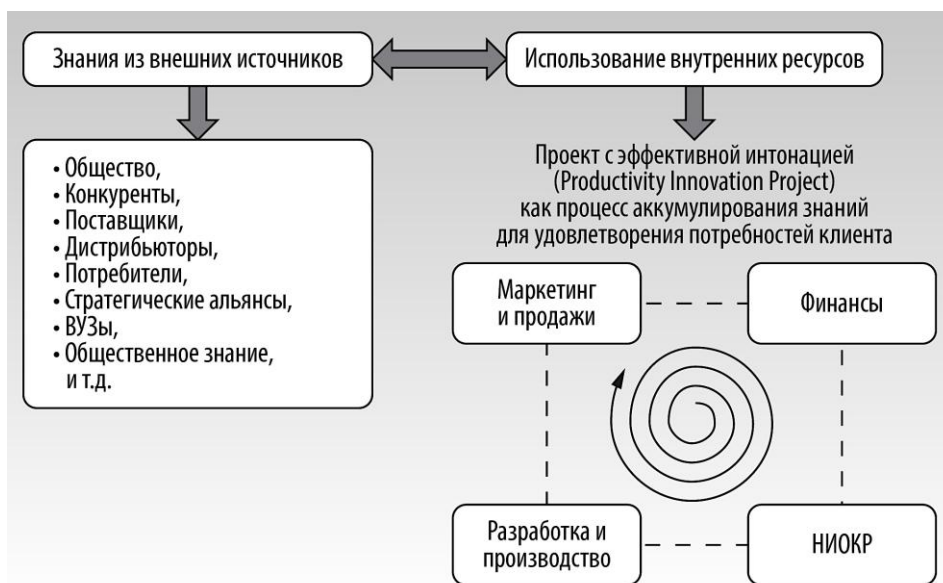 Знания из внешних источников
Использование внутренних ресурсов
• Общество,
• Конкуренты,
• Поставщики,
• Дистрибьюторы,
• Потребители,
• Стратегические альянсы,
• ВУЗы,
• Общественное знание,
и т.д.
Проект с эффективной интонацией
(Productivity Innovation Project)
как процесс аккумулирования знаний
для удовлетворения потребностей клиента
Маркетинг
и продажи
Финансы
Разработка и
производство
НИОКР